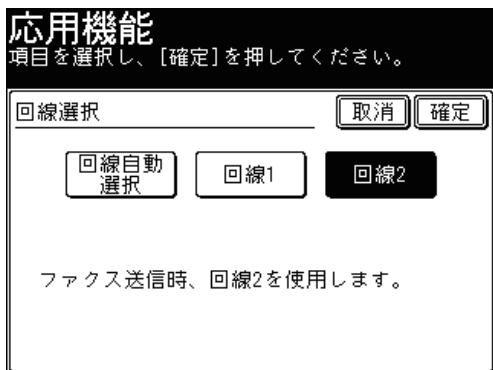 応用機能
項目を選択し、[確定]を押してください。
回線選択
取消
確定
回線自動
選択
回線1
回線2
ファクス送信時、回線2を使用します。